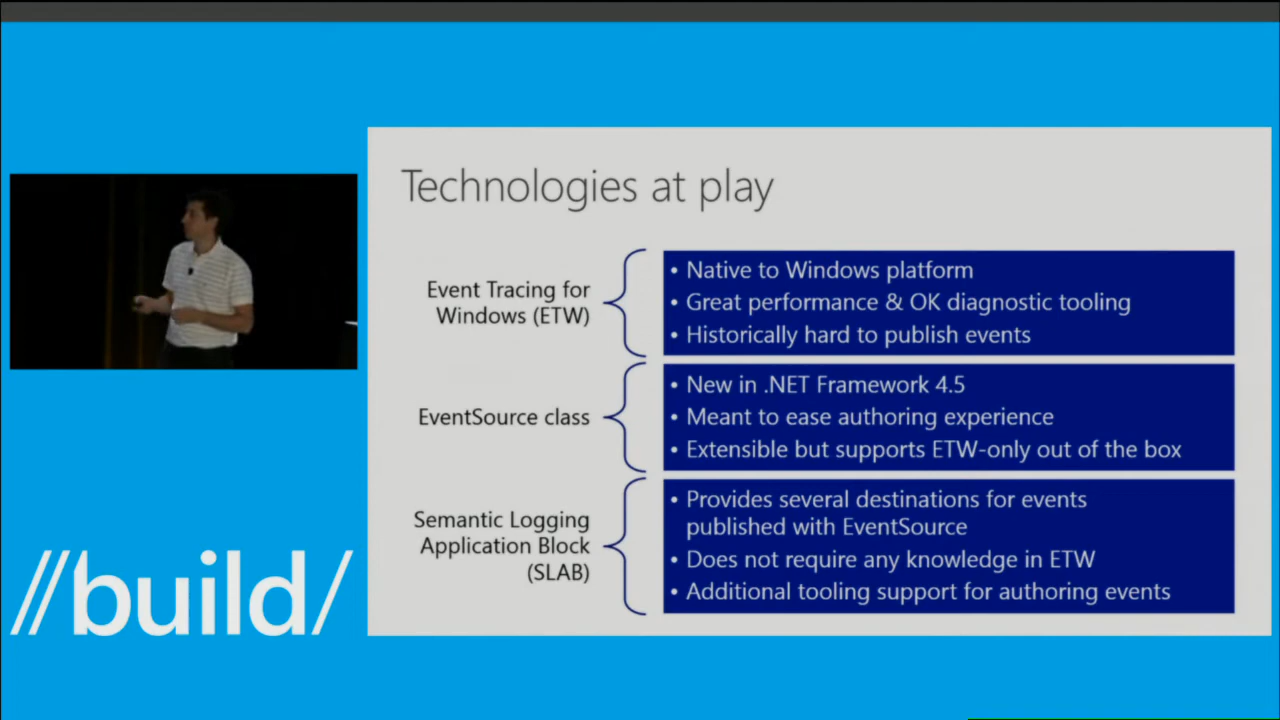 Technologies at play
Event Tracing for
Windows (ETW)
• Native to Windows platform
• Great performance & OK diagnostic tooling
• Historically hard to publish events
EventSource class
• New in .NET Framework 4.5
• Meant to ease authoring experience
• Extensible but supports ETW-only out of the box
Semantic Logging
Application Block
(SLAB)
• Provides several destinations for events
published with EventSource
• Does not require any knowledge in ETW
• Additional tooling support for authoring events
//build/